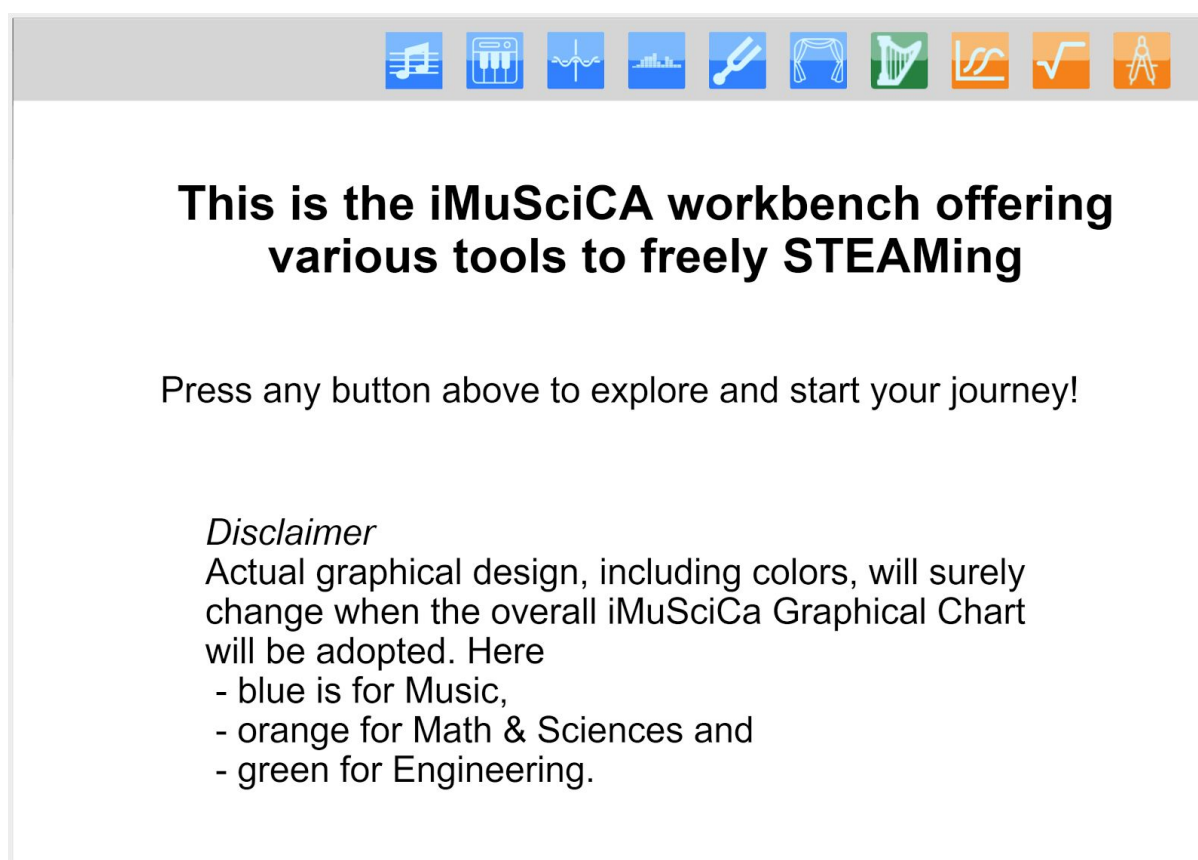 This is the iMuSciCA workbench offering
various tools to freely STEAMing
Press any button above to explore and start your journey!
Disclaimer
Actual graphical design, including colors, will surely
change when the overall iMuSciCa Graphical Chart
will be adopted. Here
- blue is for Music,
- orange for Math & Sciences and
- green for Engineering.